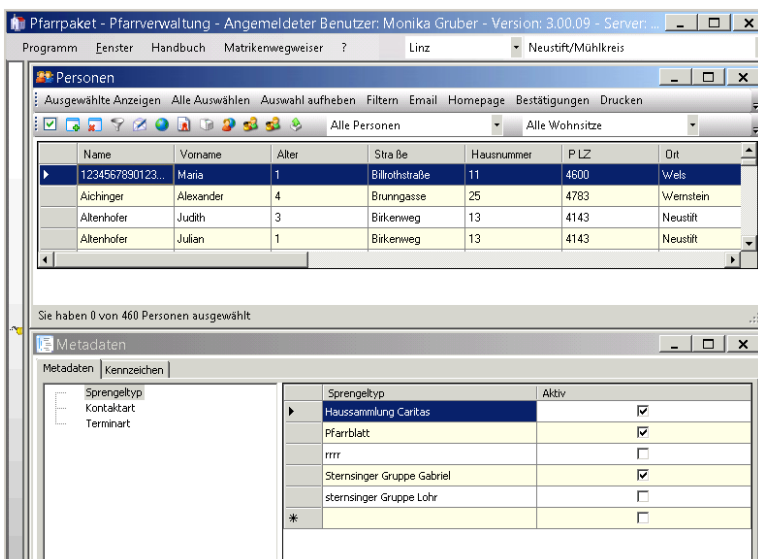 Pfarrpaket - Pfarrverwaltung - Angemeldeter Benutzer: Monika Gruber - Version: 3.00.09 - Server: ...
Programm Fenster Handbuch Matrikenwegweiser ? Linz Neustift/Mühlkreis
Personen
Ausgewählte Anzeigen Alle Auswählen Auswahl aufheben Filtern Email Homepage Bestätigungen Drucken
Alle Personen Alle Wohnsitze
Name Vorname Alter Straße Hausnummer PLZ Ort
1234567890123... Maria 1 Billrothstraße 11 4600 Wels
Aichinger Alexander 4 Brunngasse 25 4783 Wernstein
Altenhofer Judith 3 Birkenweg 13 4143 Neustift
Altenhofer Julian 1 Birkenweg 13 4143 Neustift
Sie haben 0 von 460 Personen ausgewählt
Metadaten
Metadaten Kennzeichen
Sprengeltyp
Kontaktart
Terminart
Sprengeltyp Aktiv
Haussammlung Caritas
Pfarrblatt
rrrr
Sternsinger Gruppe Gabriel
sternsinger Gruppe Lohr